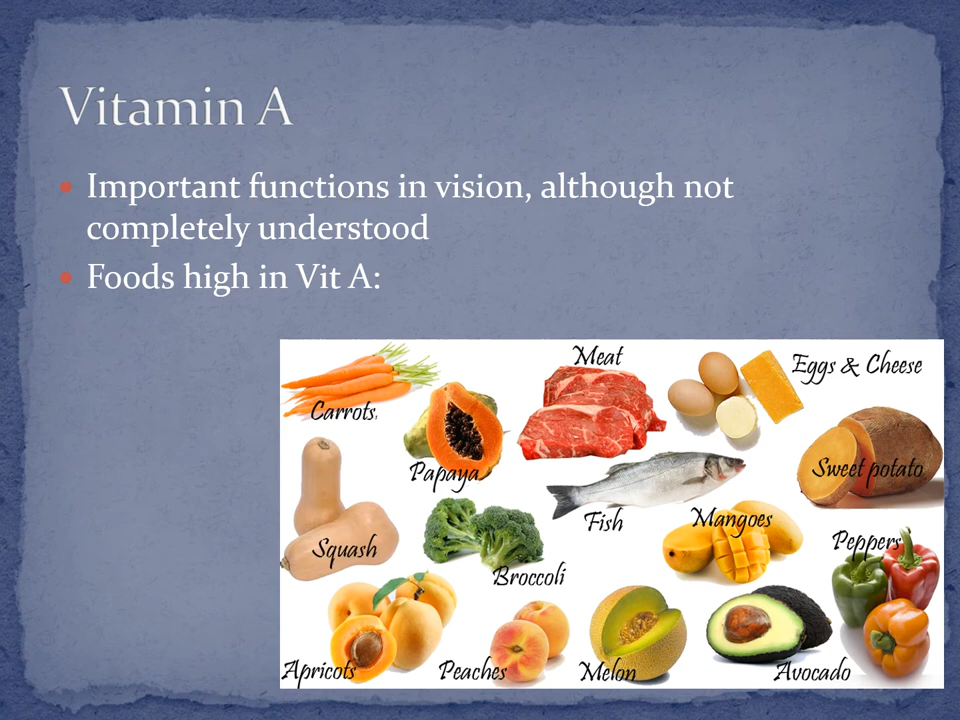 Vitamin A
Important functions in vision, although not
completely understood
Foods high in Vit A:
Meat
Eggs & Cheese
Carrots
Papaya
Sweet potato
Fish
Mangoes
Squash
Peppers
Broccoli
Apricots
Peaches
Melon
Avocado